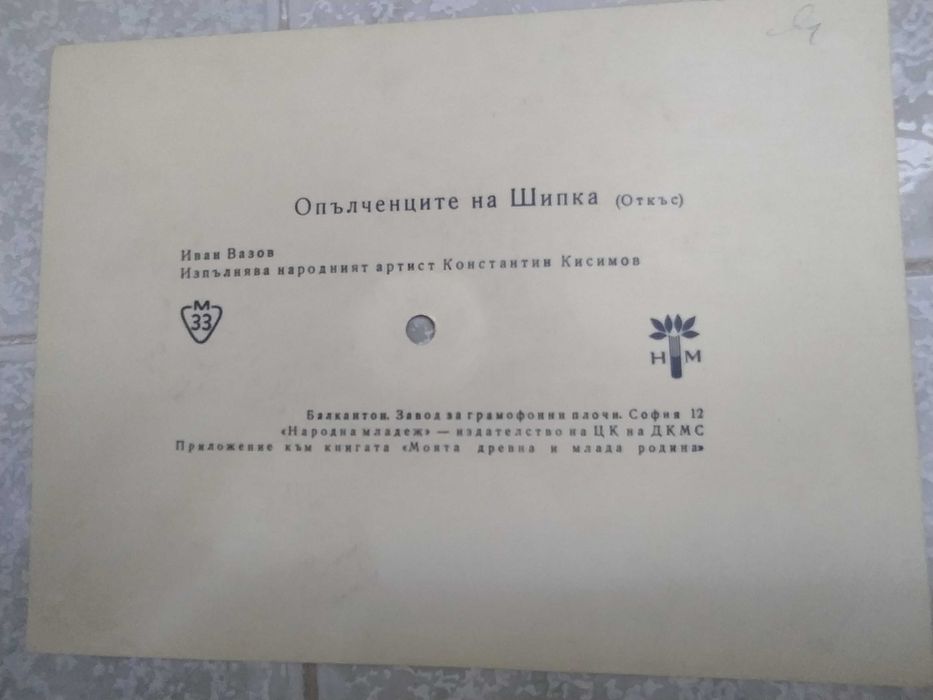 Опълченците на Шипка (Откъс)
Иван Вазов
Изпълнява народният артист Константин Кисимов
М
33
Н М
Балкантон. Завод за грамофонни плочи. София 12
«Народна младеж» — издателство на ЦК на ДКМС
Приложение към книгата «Моята древна и млада родина»